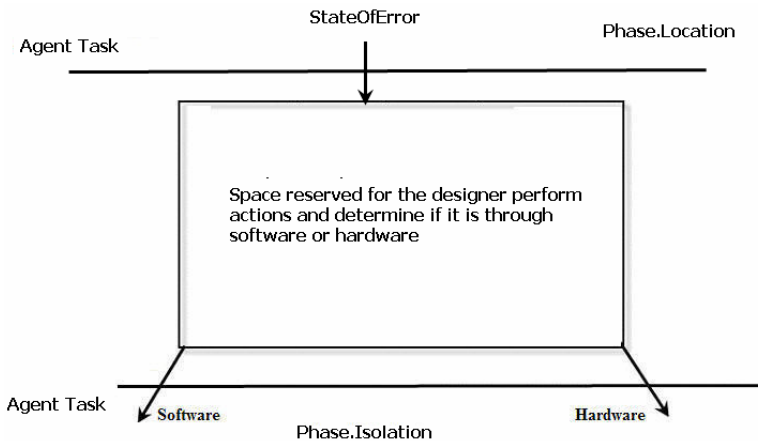 StateOfError
Agent Task
Phase.Location
Space reserved for the designer perform
actions and determine if it is through
software or hardware
Agent Task
Software
Hardware
Phase.Isolation